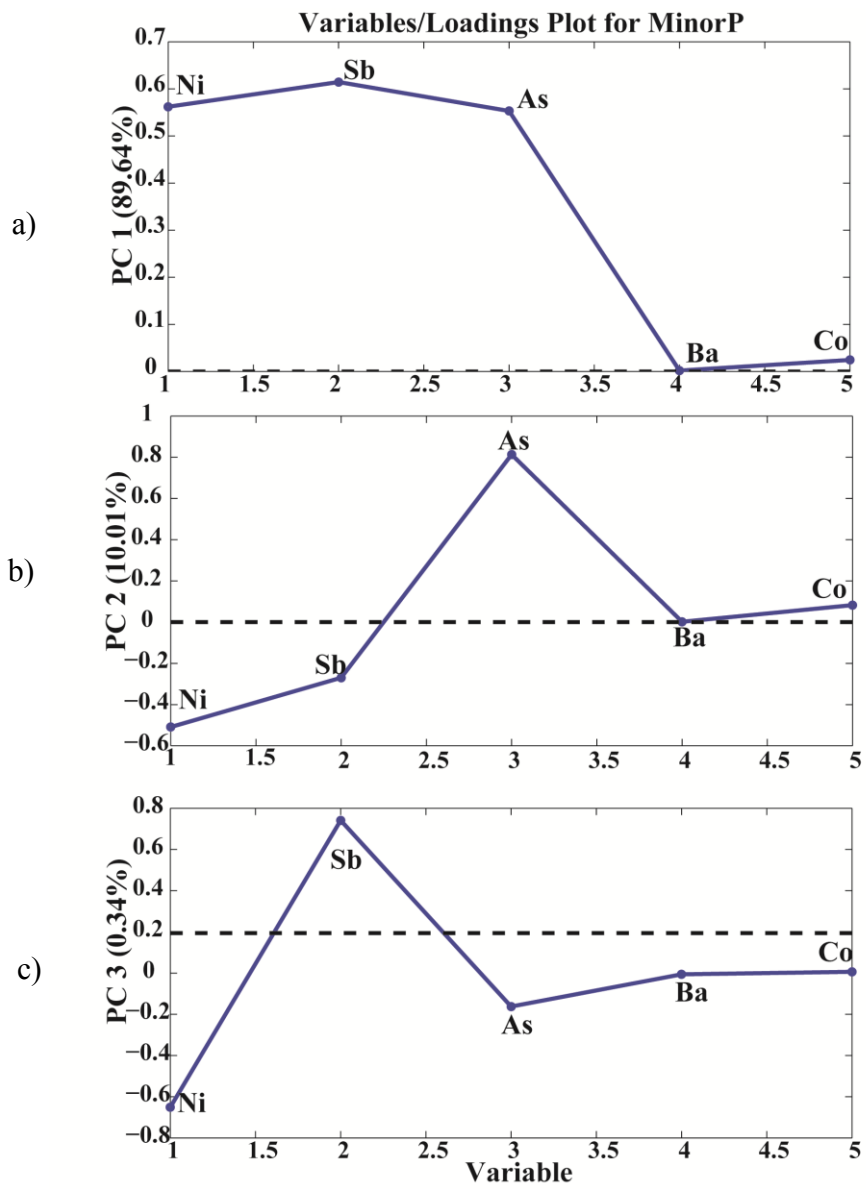 Variables/Loadings Plot for MinorP
a)
PC 1 (89.64%)
0.7
0.6
0.5
0.4
0.3
0.2
0.1
0
Ni
Sb
As
Ba
Co
1 1.5 2 2.5 3 3.5 4 4.5 5
b)
PC 2 (10.01%)
1
0.8
0.6
0.4
0.2
0
−0.2
−0.4
−0.6
Ni
Sb
As
Ba
Co
1 1.5 2 2.5 3 3.5 4 4.5 5
c)
PC 3 (0.34%)
0.8
0.6
0.4
0.2
0
−0.2
−0.4
−0.6
−0.8
Ni
Sb
As
Ba
Co
1 1.5 2 2.5 3 3.5 4 4.5 5
Variable